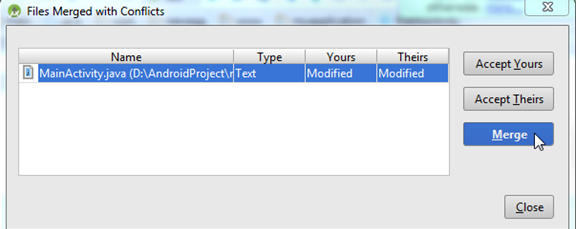 Files Merged with Conflicts
Name Type Yours Theirs
MainActivity.java (D:\AndroidProject\r Text Modified Modified
Accept Yours
Accept Theirs
Merge
Close